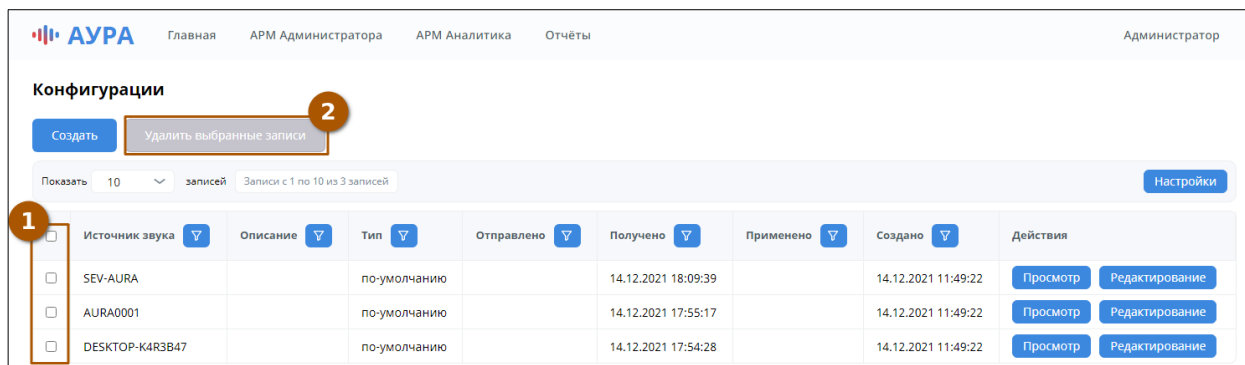 АУРА Главная АРМ Администратора АРМ Аналитика Отчёты Администратор
Конфигурации
2
Создать Удалить выбранные записи
Показать 10 записей Записи с 1 по 10 из 3 записей Настройки
1
Источник звука Описание Тип Отправлено Получено Применено Создано Действия
SEV-AURA по-умолчанию 14.12.2021 18:09:39 14.12.2021 11:49:22 Просмотр Редактирование
AURA0001 по-умолчанию 14.12.2021 17:55:17 14.12.2021 11:49:22 Просмотр Редактирование
DESKTOP-K4R3B47 по-умолчанию 14.12.2021 17:54:28 14.12.2021 11:49:22 Просмотр Редактирование